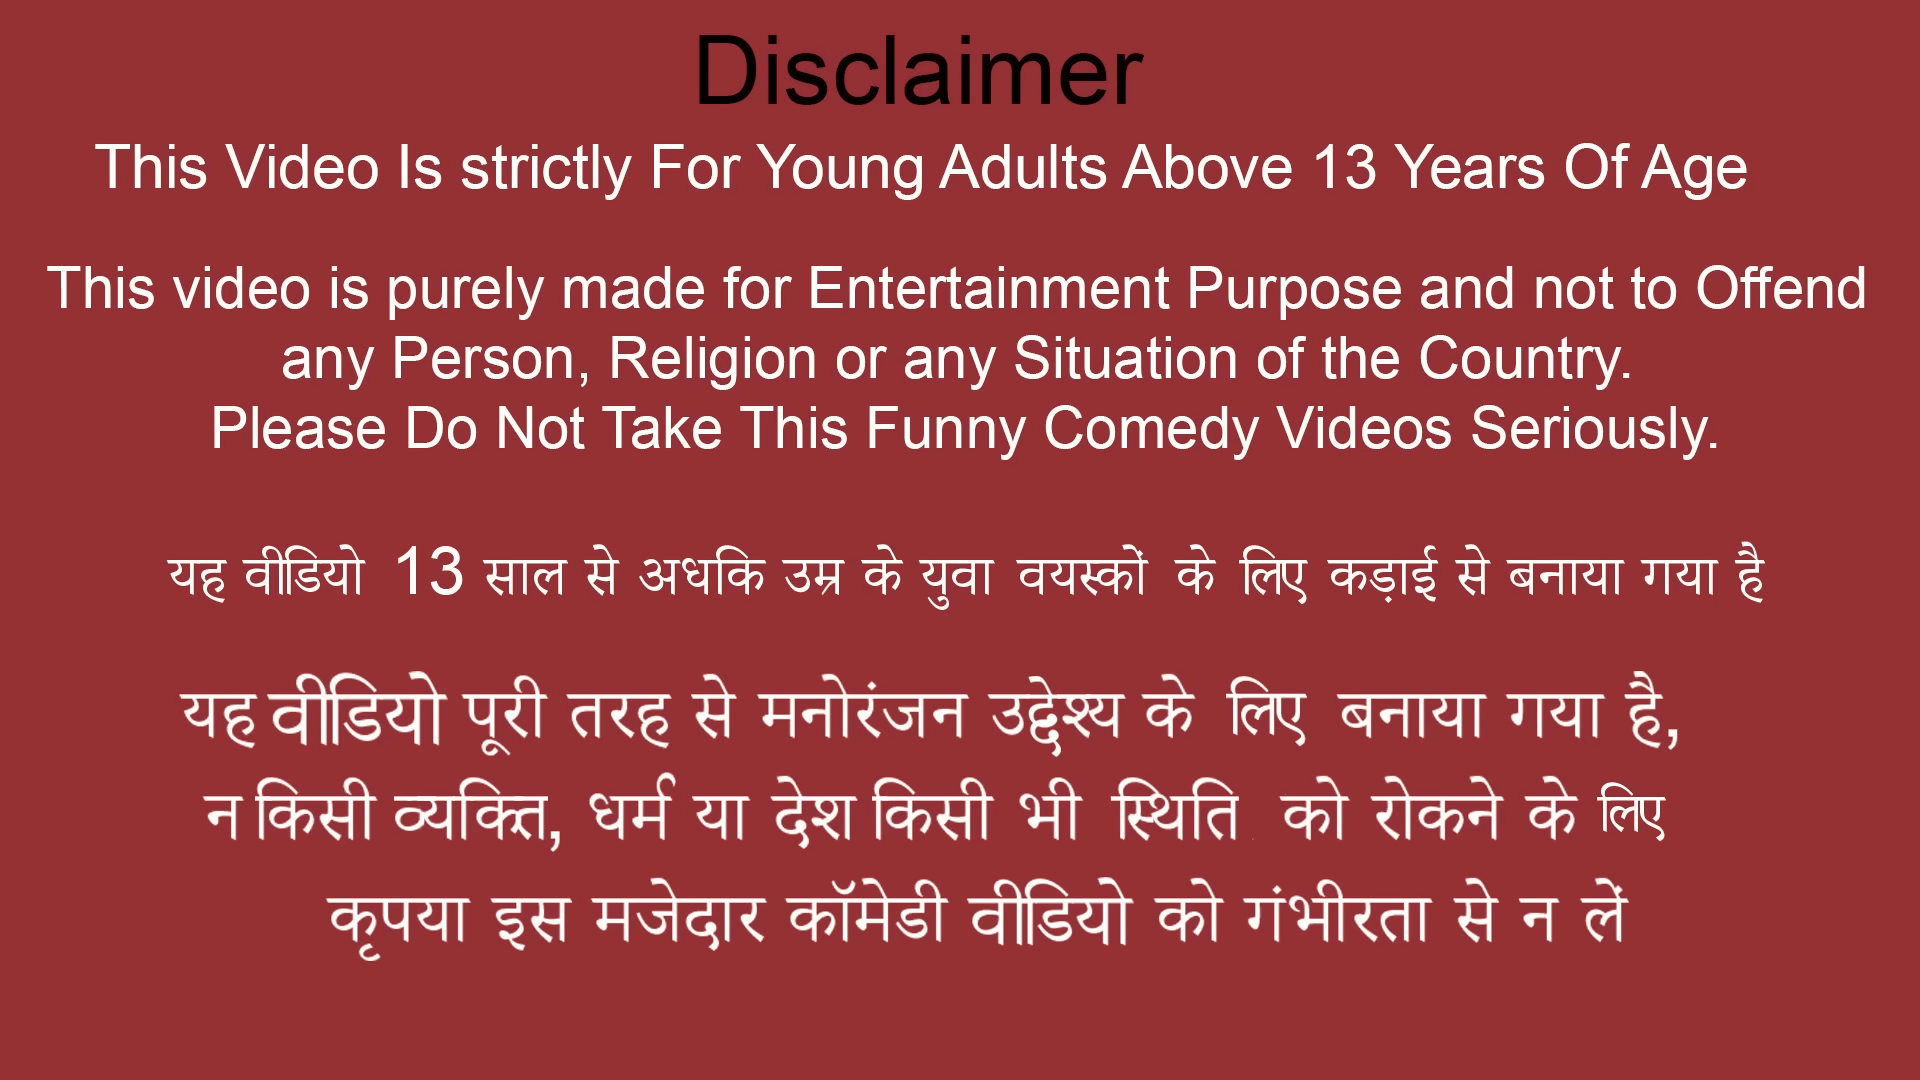 Disclaimer
This Video Is strictly For Young Adults Above 13 Years Of Age
This video is purely made for Entertainment Purpose and not to Offend
any Person, Religion or any Situation of the Country.
Please Do Not Take This Funny Comedy Videos Seriously.
यह वीडियो 13 साल से अधकि उम्र के युवा वयस्कों के लिए कड़ाई से बनाया गया है
यह वीडियो पूरी तरह से मनोरंजन उद्देश्य के लिए बनाया गया है,
न किसी व्यक्ति, धर्म या देश किसी भी स्थिति को रोकने के लिए
कृपया इस मजेदार कॉमेडी वीडियो को गंभीरता से न लें